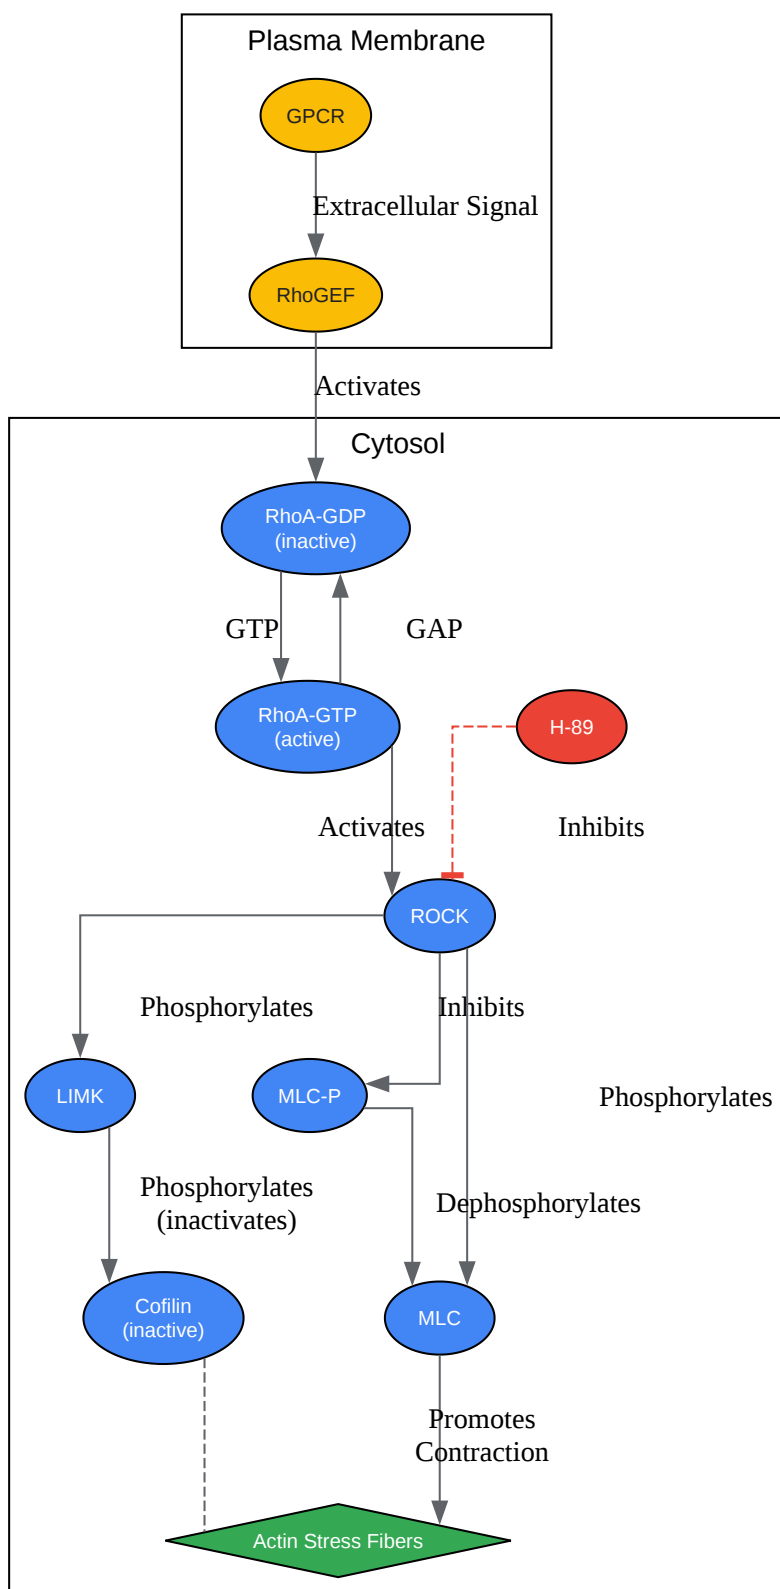 Plasma Membrane
GPCR
Extracellular Signal
RhoGEF
Activates
Cytosol
RhoA-GDP
(inactive)
GTP
GAP
RhoA-GTP
(active)
H-89
Activates
Inhibits
ROCK
Phosphorylates
Inhibits
LIMK
MLC-P
Phosphorylates
Phosphorylates
(inactivates)
Dephosphorylates
Cofilin
(inactive)
MLC
Promotes
Contraction
Actin Stress Fibers